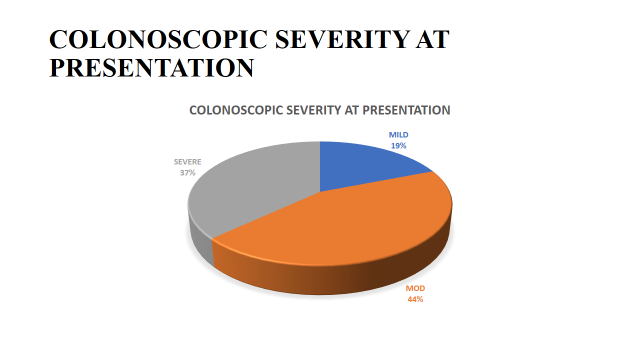 COLONOSCOPIC SEVERITY AT
PRESENTATION
COLONOSCOPIC SEVERITY AT PRESENTATION
MILD
19%
SEVERE
37%
MOD
44%